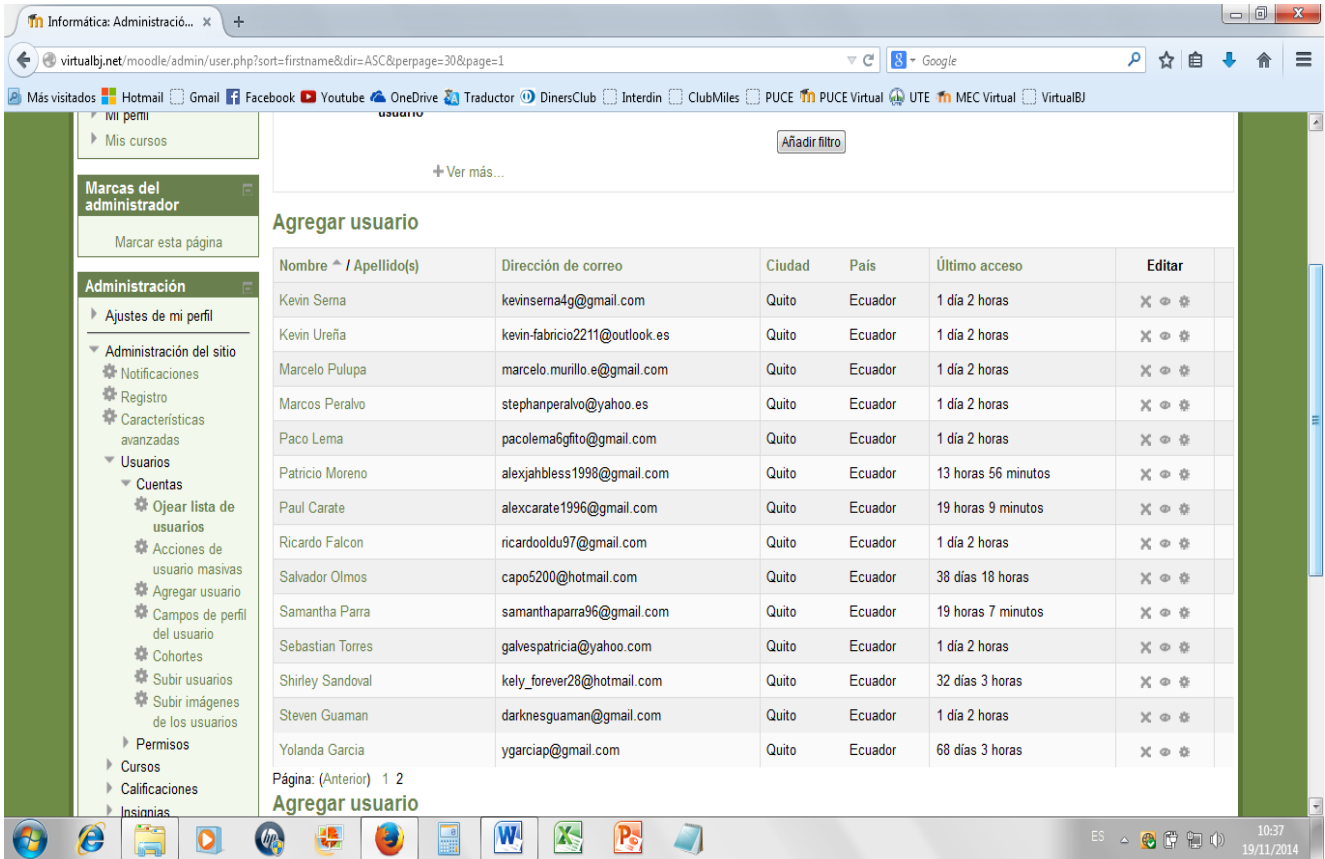 Informática: Administració... × +
virtualbj.net/moodle/admin/user.php?sort=firstname&dir=ASC&perpage=30&page=1
Google
Más visitados Hotmail Gmail Facebook Youtube OneDrive Traductor DinersClub Interdin ClubMiles PUCE PUCE Virtual UTE MEC Virtual VirtualBJ
Mi perfil
Mis cursos
Marcas del
administrador
Marcar esta página
Administración
Ajustes de mi perfil
Administración del sitio
Notificaciones
Registro
Características
avanzadas
Usuarios
Cuentas
Ojear lista de
usuarios
Acciones de
usuario masivas
Agregar usuario
Campos de perfil
del usuario
Cohortes
Subir usuarios
Subir imágenes
de los usuarios
Permisos
Cursos
Calificaciones
Insignias
usuario
Añadir filtro
+ Ver más...
Agregar usuario
Nombre / Apellido(s) Dirección de correo Ciudad País Último acceso Editar
Kevin Serna kevinserna4g@gmail.com Quito Ecuador 1 día 2 horas
Kevin Ureña kevin-fabricio2211@outlook.es Quito Ecuador 1 día 2 horas
Marcelo Pulupa marcelo.murillo.e@gmail.com Quito Ecuador 1 día 2 horas
Marcos Peralvo stephanperalvo@yahoo.es Quito Ecuador 1 día 2 horas
Paco Lema pacolema6gfito@gmail.com Quito Ecuador 1 día 2 horas
Patricio Moreno alexjahbless1998@gmail.com Quito Ecuador 13 horas 56 minutos
Paul Carate alexcarate1996@gmail.com Quito Ecuador 19 horas 9 minutos
Ricardo Falcon ricardooldu97@gmail.com Quito Ecuador 1 día 2 horas
Salvador Olmos capo5200@hotmail.com Quito Ecuador 38 días 18 horas
Samantha Parra samanthaparra96@gmail.com Quito Ecuador 19 horas 7 minutos
Sebastian Torres galvespatricia@yahoo.com Quito Ecuador 1 día 2 horas
Shirley Sandoval kely_forever28@hotmail.com Quito Ecuador 32 días 3 horas
Steven Guaman darknesguaman@gmail.com Quito Ecuador 1 día 2 horas
Yolanda Garcia ygarciap@gmail.com Quito Ecuador 68 días 3 horas
Página: (Anterior) 1 2
Agregar usuario
ES
10:37
19/11/2014